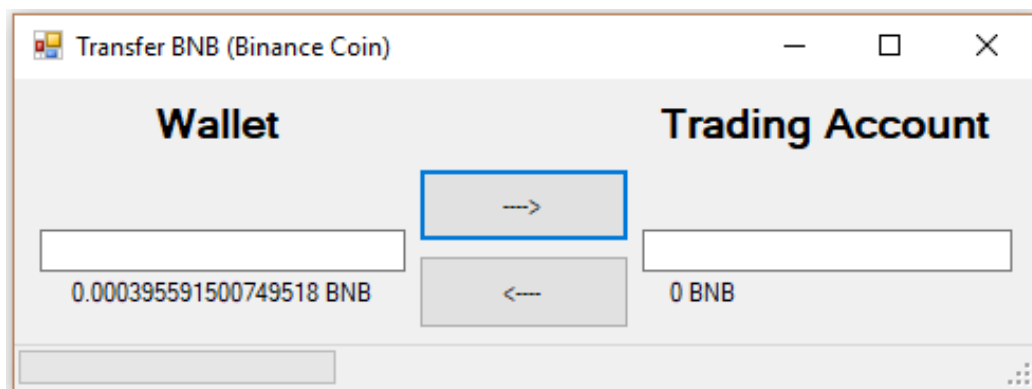 Transfer BNB (Binance Coin)
Wallet
Trading Account
---->
0.000395591500749518 BNB
<----
0 BNB